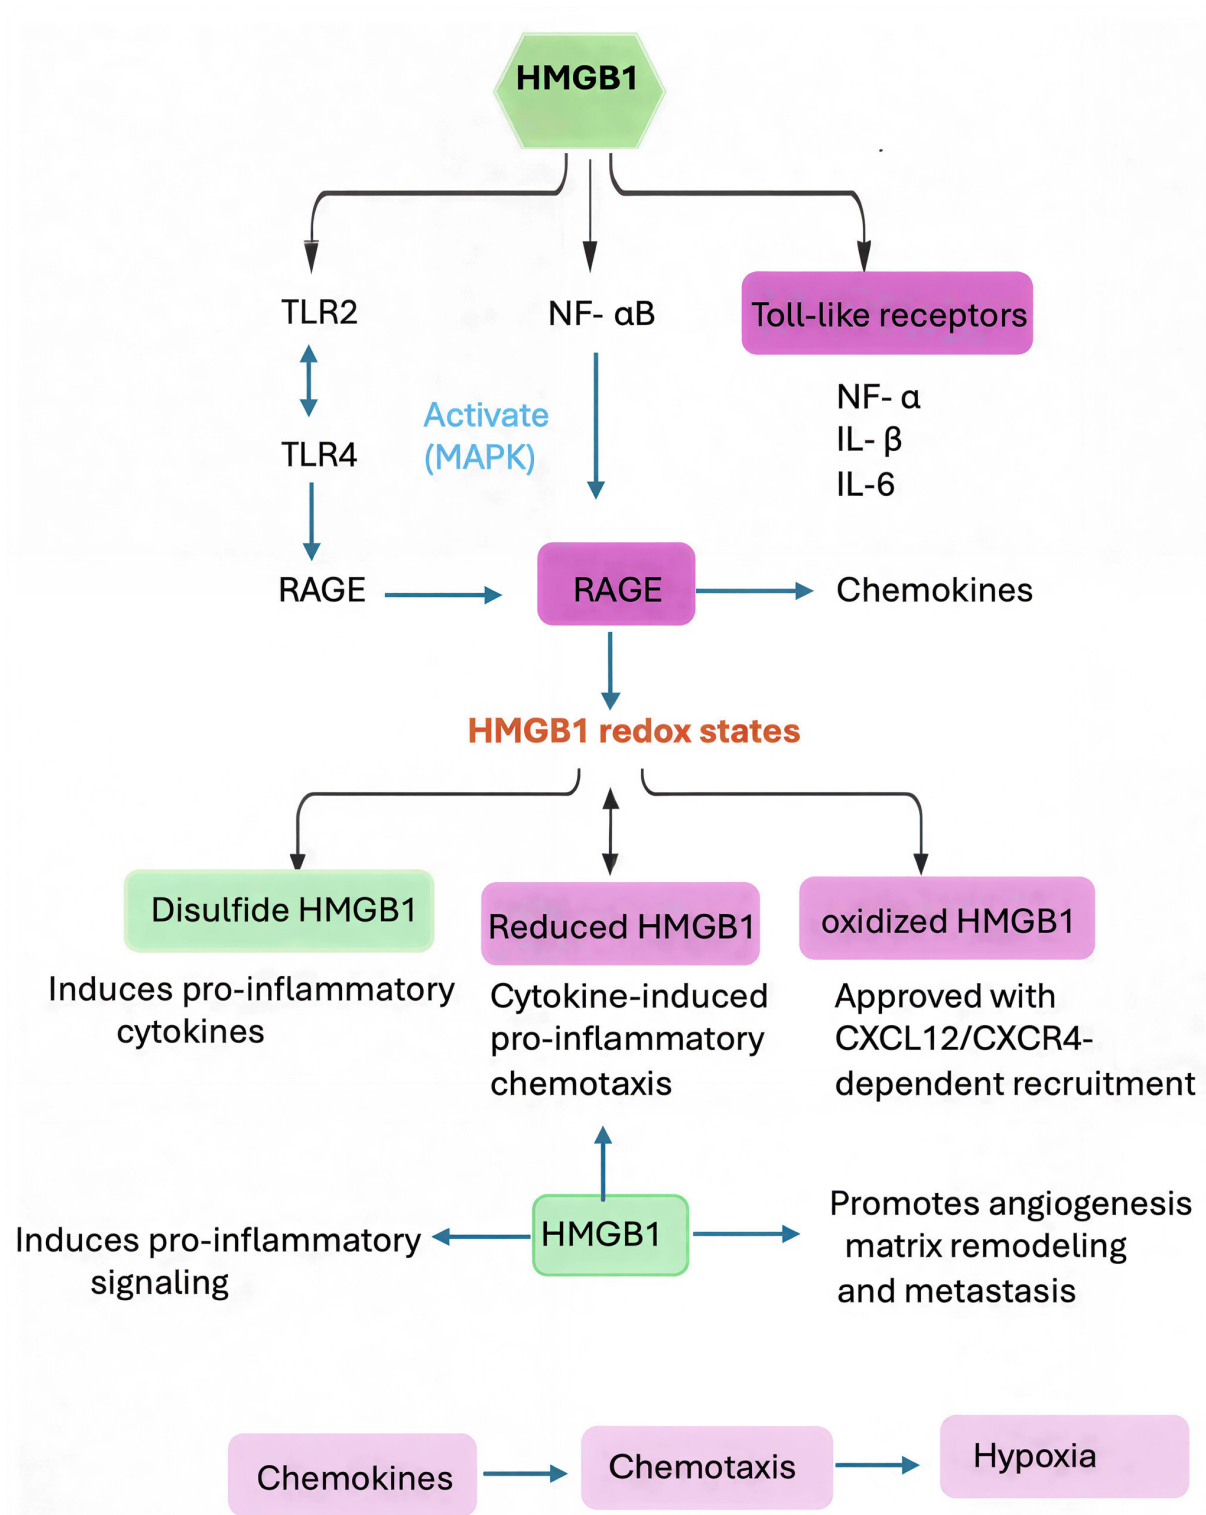 HMGB1
TLR2
NF- αB
Toll-like receptors
Activate
(MAPK)
NF- α
IL- β
IL-6
TLR4
RAGE
RAGE
Chemokines
HMGB1 redox states
Disulfide HMGB1
Reduced HMGB1
oxidized HMGB1
Induces pro-inflammatory
cytokines
Cytokine-induced
pro-inflammatory
chemotaxis
Approved with
CXCL12/CXCR4-
dependent recruitment
Induces pro-inflammatory
signaling
HMGB1
Promotes angiogenesis
matrix remodeling
and metastasis
Chemokines
Chemotaxis
Hypoxia